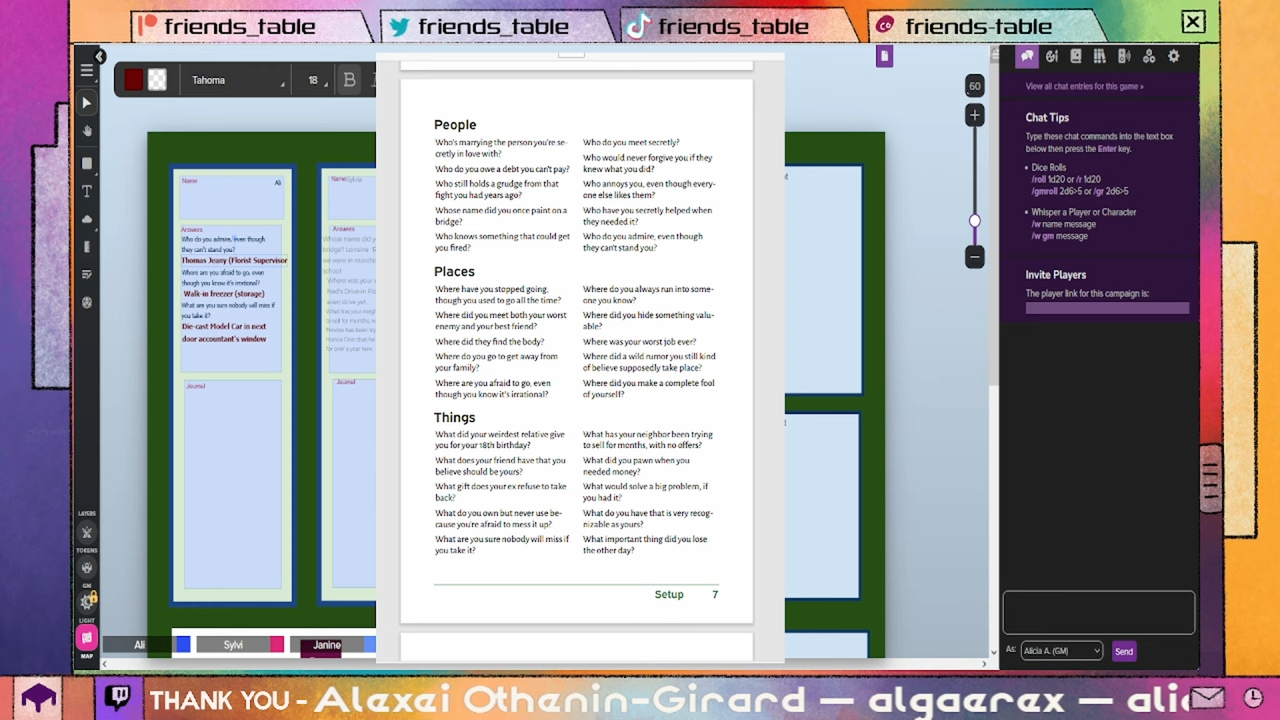 friends_table
friends_table
friends_table
friends-table
Tahoma
18
B
60
View all chat entries for this game »
Chat Tips
Type these chat commands into the text box
below then press the Enter key.
• Dice Rolls
/roll 1d20 or /r 1d20
/gmroll 2d6>5 or /gr 2d6>5
• Whisper a Player or Character
/w name message
/w gm message
Invite Players
The player link for this campaign is:
As:
Alicia A. (GM)
Send
Name
Ali
Answers
Who do you admire, even though
they can't stand you?
Thomas Jeany (Florist Supervisor
Where are you afraid to go, even
though you know it's irrational?
Walk-in freezer (storage)
What are you sure nobody will miss if
you take it?
Die-cast Model Car in next
door accountant's window
Journal
Name
Sylvia
Answers
Journal
People
Who's marrying the person you're se-
cretly in love with?
Who do you owe a debt you can't pay?
Who still holds a grudge from that
fight you had years ago?
Whose name did you once paint on a
bridge?
Who knows something that could get
you fired?
Who do you meet secretly?
Who would never forgive you if they
knew what you did?
Who annoys you, even though every-
one else likes them?
Who have you secretly helped when
they needed it?
Who do you admire, even though
they can't stand you?
Places
Where have you stopped going,
though you used to go all the time?
Where did you meet both your worst
enemy and your best friend?
Where did they find the body?
Where do you go to get away from
your family?
Where are you afraid to go, even
though you know it's irrational?
Where do you always run into some-
one you know?
Where did you hide something valu-
able?
Where was your worst job ever?
Where did a wild rumor you still kind
of believe supposedly take place?
Where did you make a complete fool
of yourself?
Things
What did your weirdest relative give
you for your 18th birthday?
What does your friend have that you
believe should be yours?
What gift does your ex refuse to take
back?
What do you own but never use be-
cause you're afraid to mess it up?
What are you sure nobody will miss if
you take it?
What has your neighbor been trying
to sell for months, with no offers?
What did you pawn when you
needed money?
What would solve a big problem, if
you had it?
What do you have that is very recog-
nizable as yours?
What important thing did you lose
the other day?
Setup 7
LAYERS
TOKENS
GM
LIGHT
MAP
Ali
Sylvi
Janine
THANK YOU - Alexei Othenin-Girard — algaerex — alic